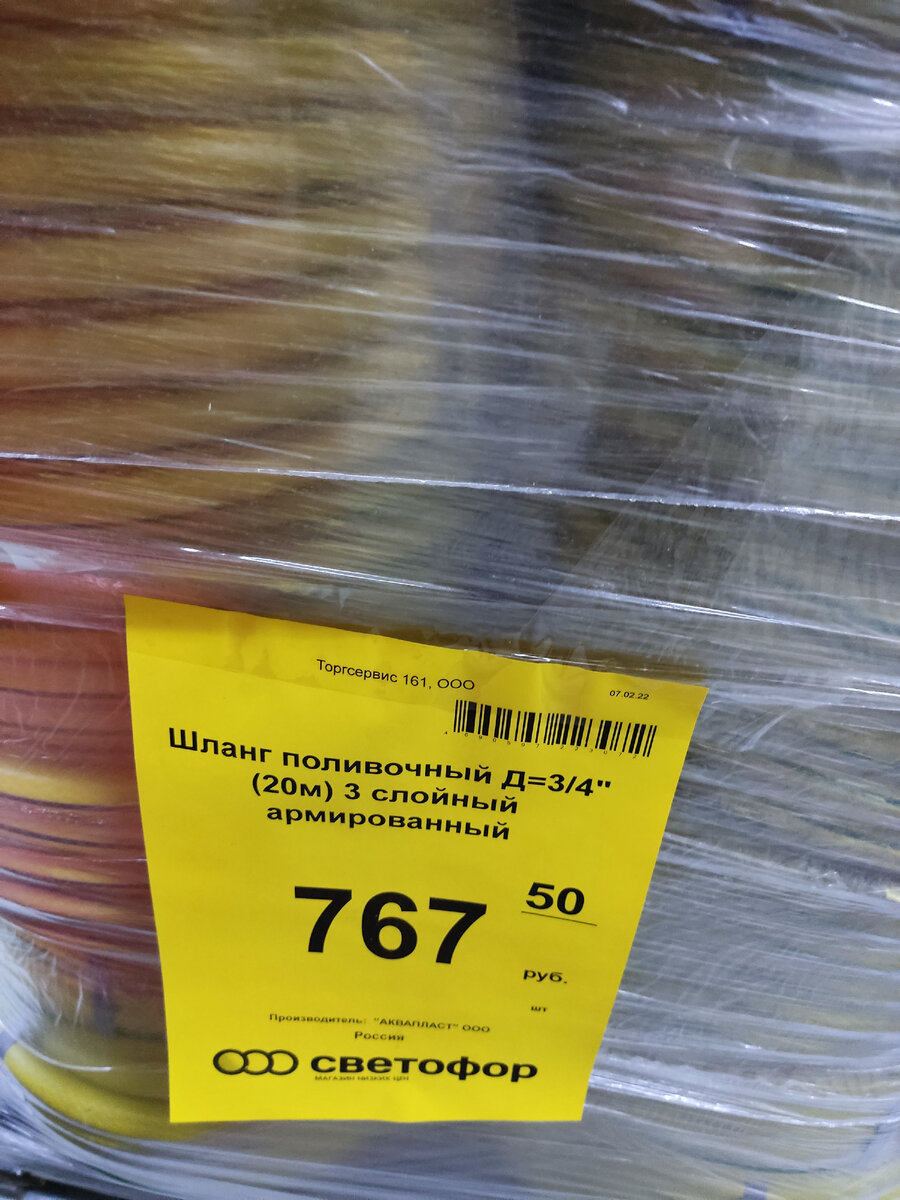 Торгсервис 161, ООО
07.02.22
Шланг поливочный Д=3/4"
(20м) 3 слойный
армированный
767 50
руб.
шт
Производитель: "АКВАПЛАСТ" ООО
Россия
светофор
МАГАЗИН НИЗКИХ ЦЕН